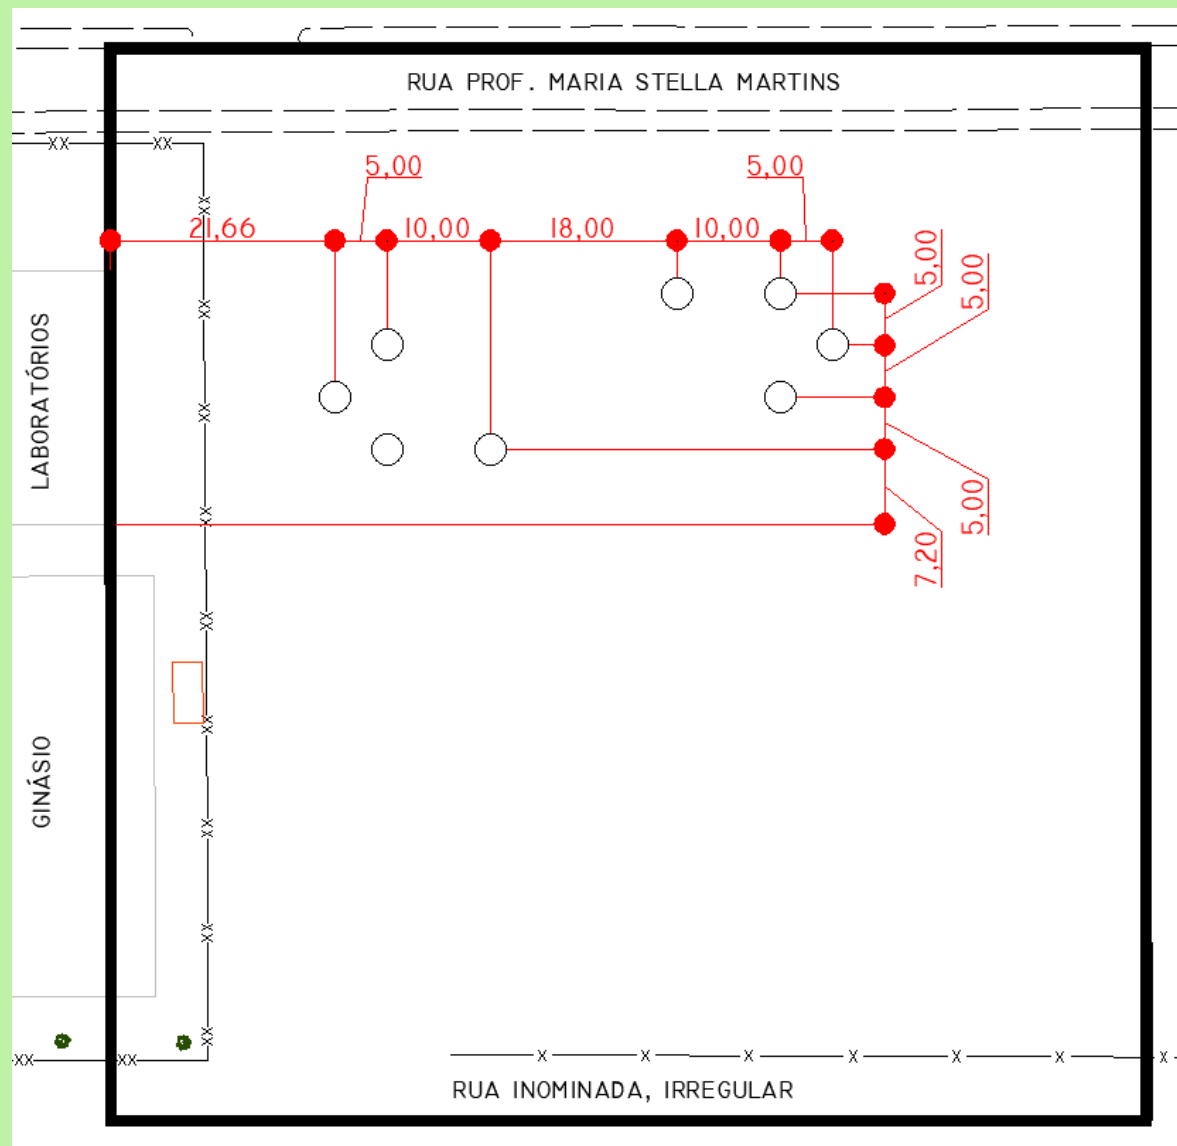 RUA PROF. MARIA STELLA MARTINS
5,00
5,00
21,66
10,00
18,00
10,00
5,00
5,00
LABORATÓRIOS
5,00
7,20
GINÁSIO
RUA INOMINADA, IRREGULAR